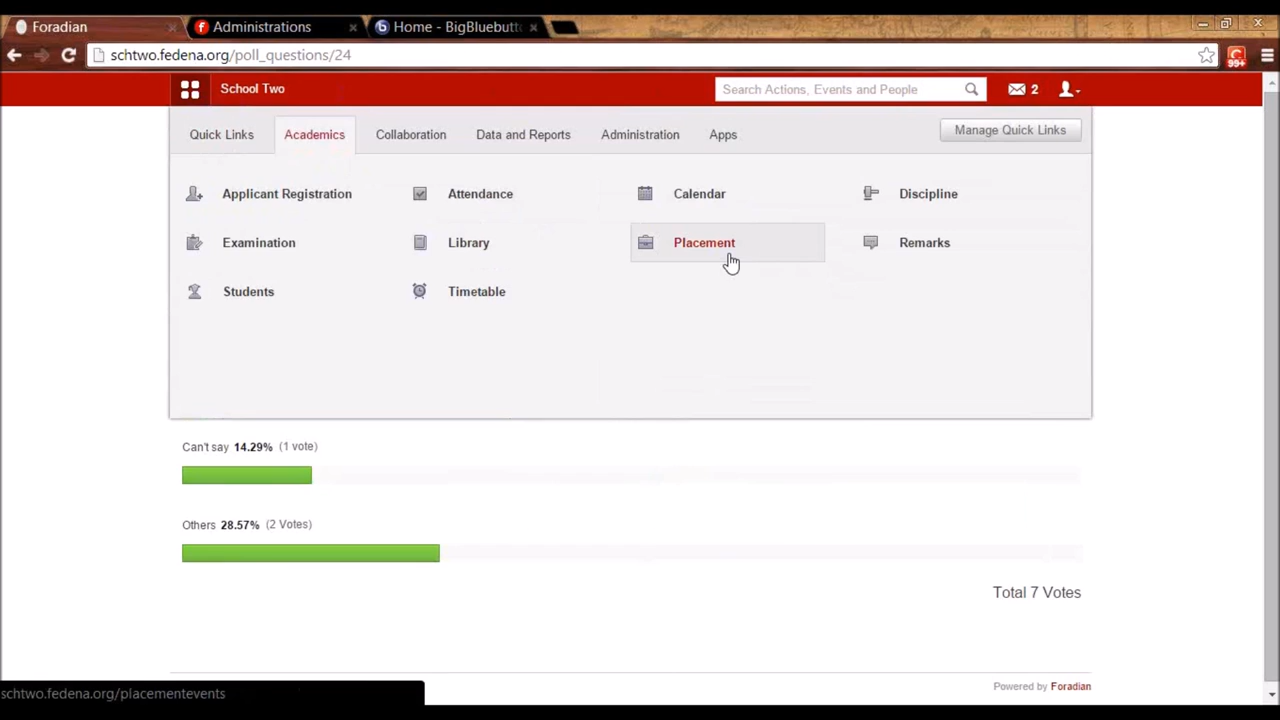 Foradian
Administrations
Home - BigBluebutt
schtwo.fedena.org/poll_questions/24
99+
School Two
Search Actions, Events and People
2
Quick Links
Academics
Collaboration
Data and Reports
Administration
Apps
Manage Quick Links
Applicant Registration
Attendance
Calendar
Discipline
Examination
Library
Placement
Remarks
Students
Timetable
Can't say 14.29% (1 vote)
Others 28.57% (2 Votes)
Total 7 Votes
Powered by Foradian
schtwo.fedena.org/placementevents